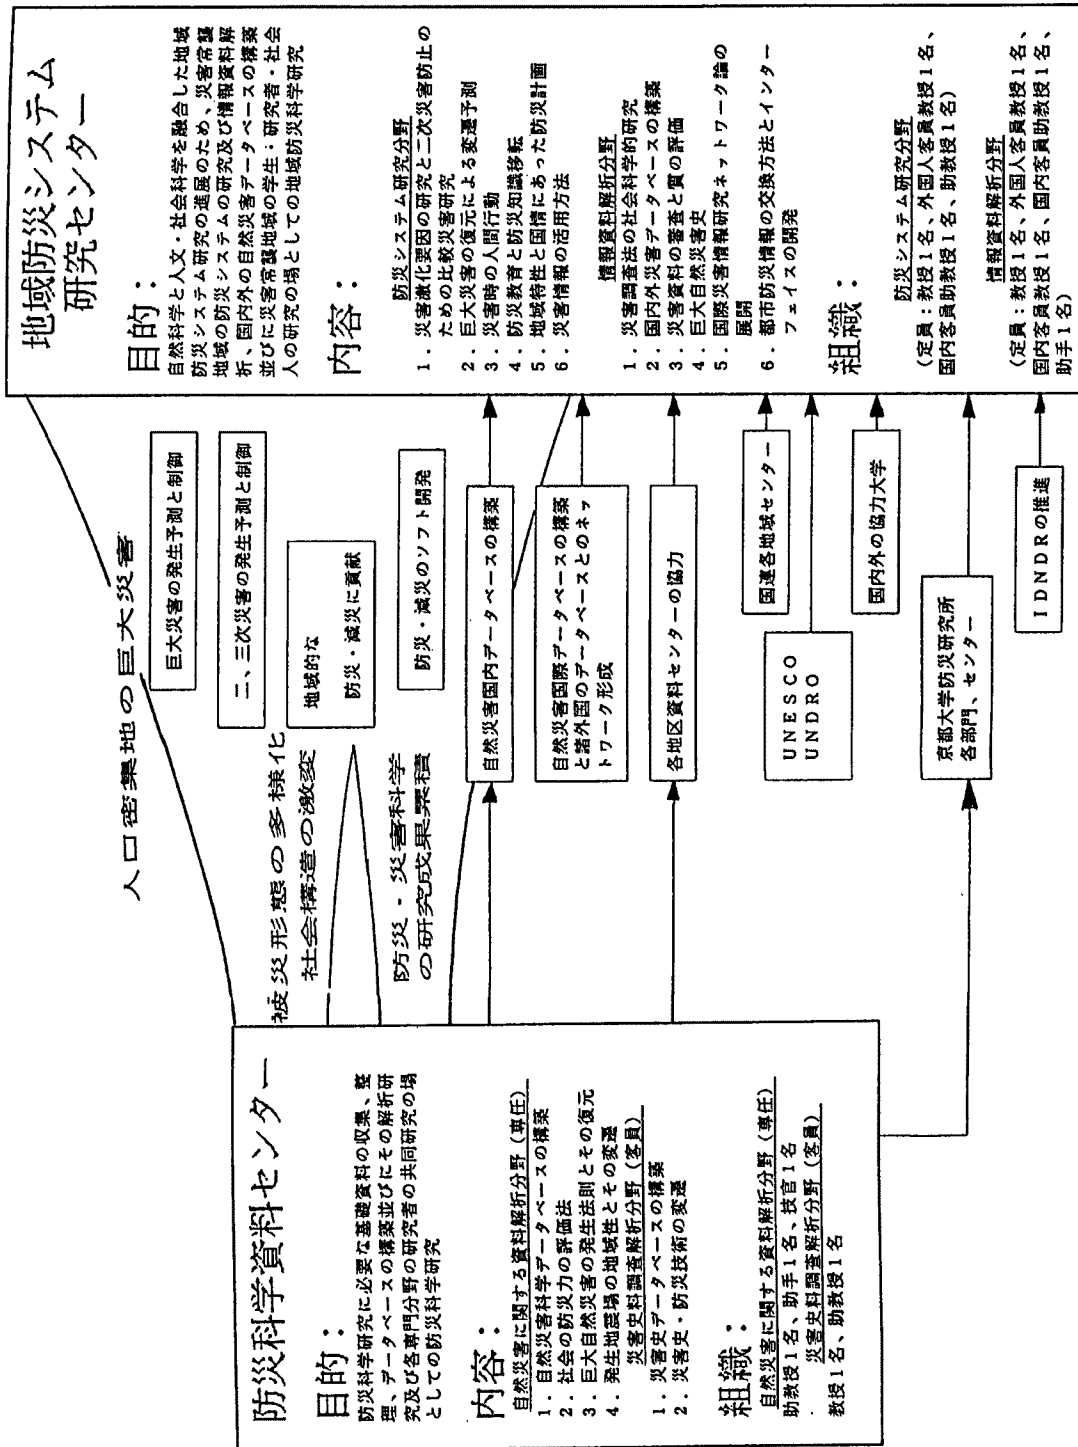 防災科学資料センター
目的：
防災科学研究に必要な基礎資料の収集、整
理、データベースの構築並びにその解析研
究及び各専門分野の研究者の共同研究の場
としての防災科学研究
内容：
自然災害に関する資料解析分野（専任）
1．自然災害科学データベースの構築
2．社会の防災力の評価法
3．巨大自然災害の発生法則とその復元
4．発生地震場の地域性とその変遷
災害史料調査解析分野（客員）
1．災害史データベースの構築
2．災害史・防災技術の変遷
組織：
自然災害に関する資料解析分野（専任）
助教授1名、助手1名、技官1名
災害史料調査解析分野（客員）
教授1名、助教授1名
人口密集地の巨大災害
被災形態の多様化
社会構造の激変
防災・災害科学
の研究成果累積
巨大災害の発生予測と制御
二、三次災害の発生予測と制御
地域的な
防災・減災に貢献
防災・減災のソフト開発
自然災害国内データベースの構築
自然災害国際データベースの構築
と諸外国のデータベースとのネッ
トワーク形成
各地区資料センターの協力
国連各地域センター
UNESCO
UNDRO
国内外の協力大学
京都大学防災研究所
各部門、センター
IDNDRの推進
地域防災システム
研究センター
目的：
自然科学と人文・社会科学を融合した地域
防災システム研究の進展のため、災害常襲
地域の防災システムの研究及び情報資料解
析、国内外の自然災害データベースの構築
並びに災害常襲地域の学生・研究者・社会
人の研究の場としての地域防災科学研究
内容：
防災システム研究分野
1．災害激化要因の研究と二次災害防止の
ための比較災害研究
2．巨大災害の復元による変遷予測
3．災害時の人間行動
4．防災教育と防災知識移転
5．地域特性と国情にあった防災計画
6．災害情報の活用方法
情報資料解析分野
1．災害調査法の社会科学的研究
2．国内外災害データベースの構築
3．災害資料の審査と質の評価
4．巨大自然災害史
5．国際災害情報研究ネットワーク論の
展開
6．都市防災情報の交換方法とインター
フェイスの開発
組織：
防災システム研究分野
（定員：教授1名、外国人客員教授1名、
国内客員助教授1名、助教授1名）
情報資料解析分野
（定員：教授1名、外国人客員教授1名、
国内客員教授1名、国内客員助教授1名、
助手1名）